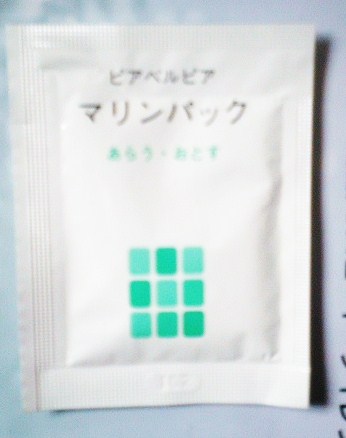 ピアベルピア
マリンパック
あらう・おとす